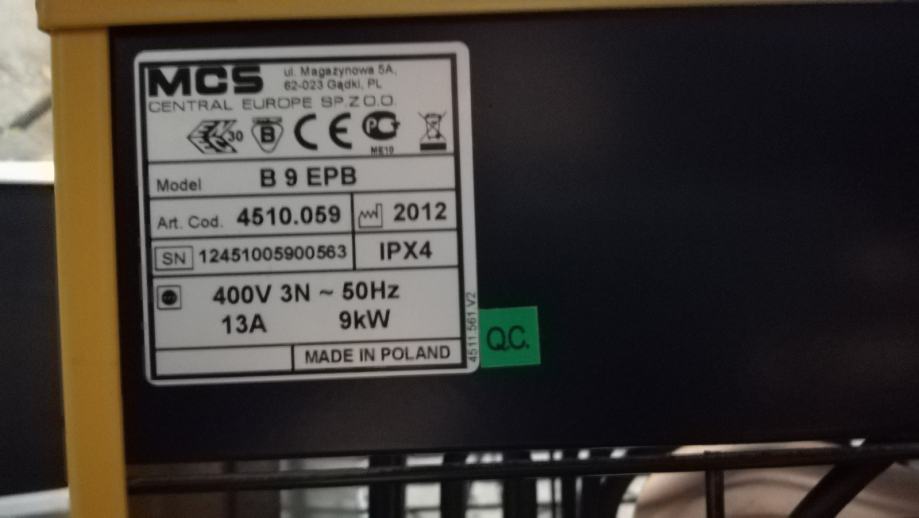 MCS
ul. Magazynowa 5A,
62-023 Gądki, PL
CENTRAL EUROPE SP.Z O.O.
30
B
CE
PC
ME10
Model B 9 EPB
Art. Cod. 4510.059
2012
SN 12451005900563
IPX4
400V 3N ~ 50Hz
13A 9kW
MADE IN POLAND
4511.561 V2
Q.C.